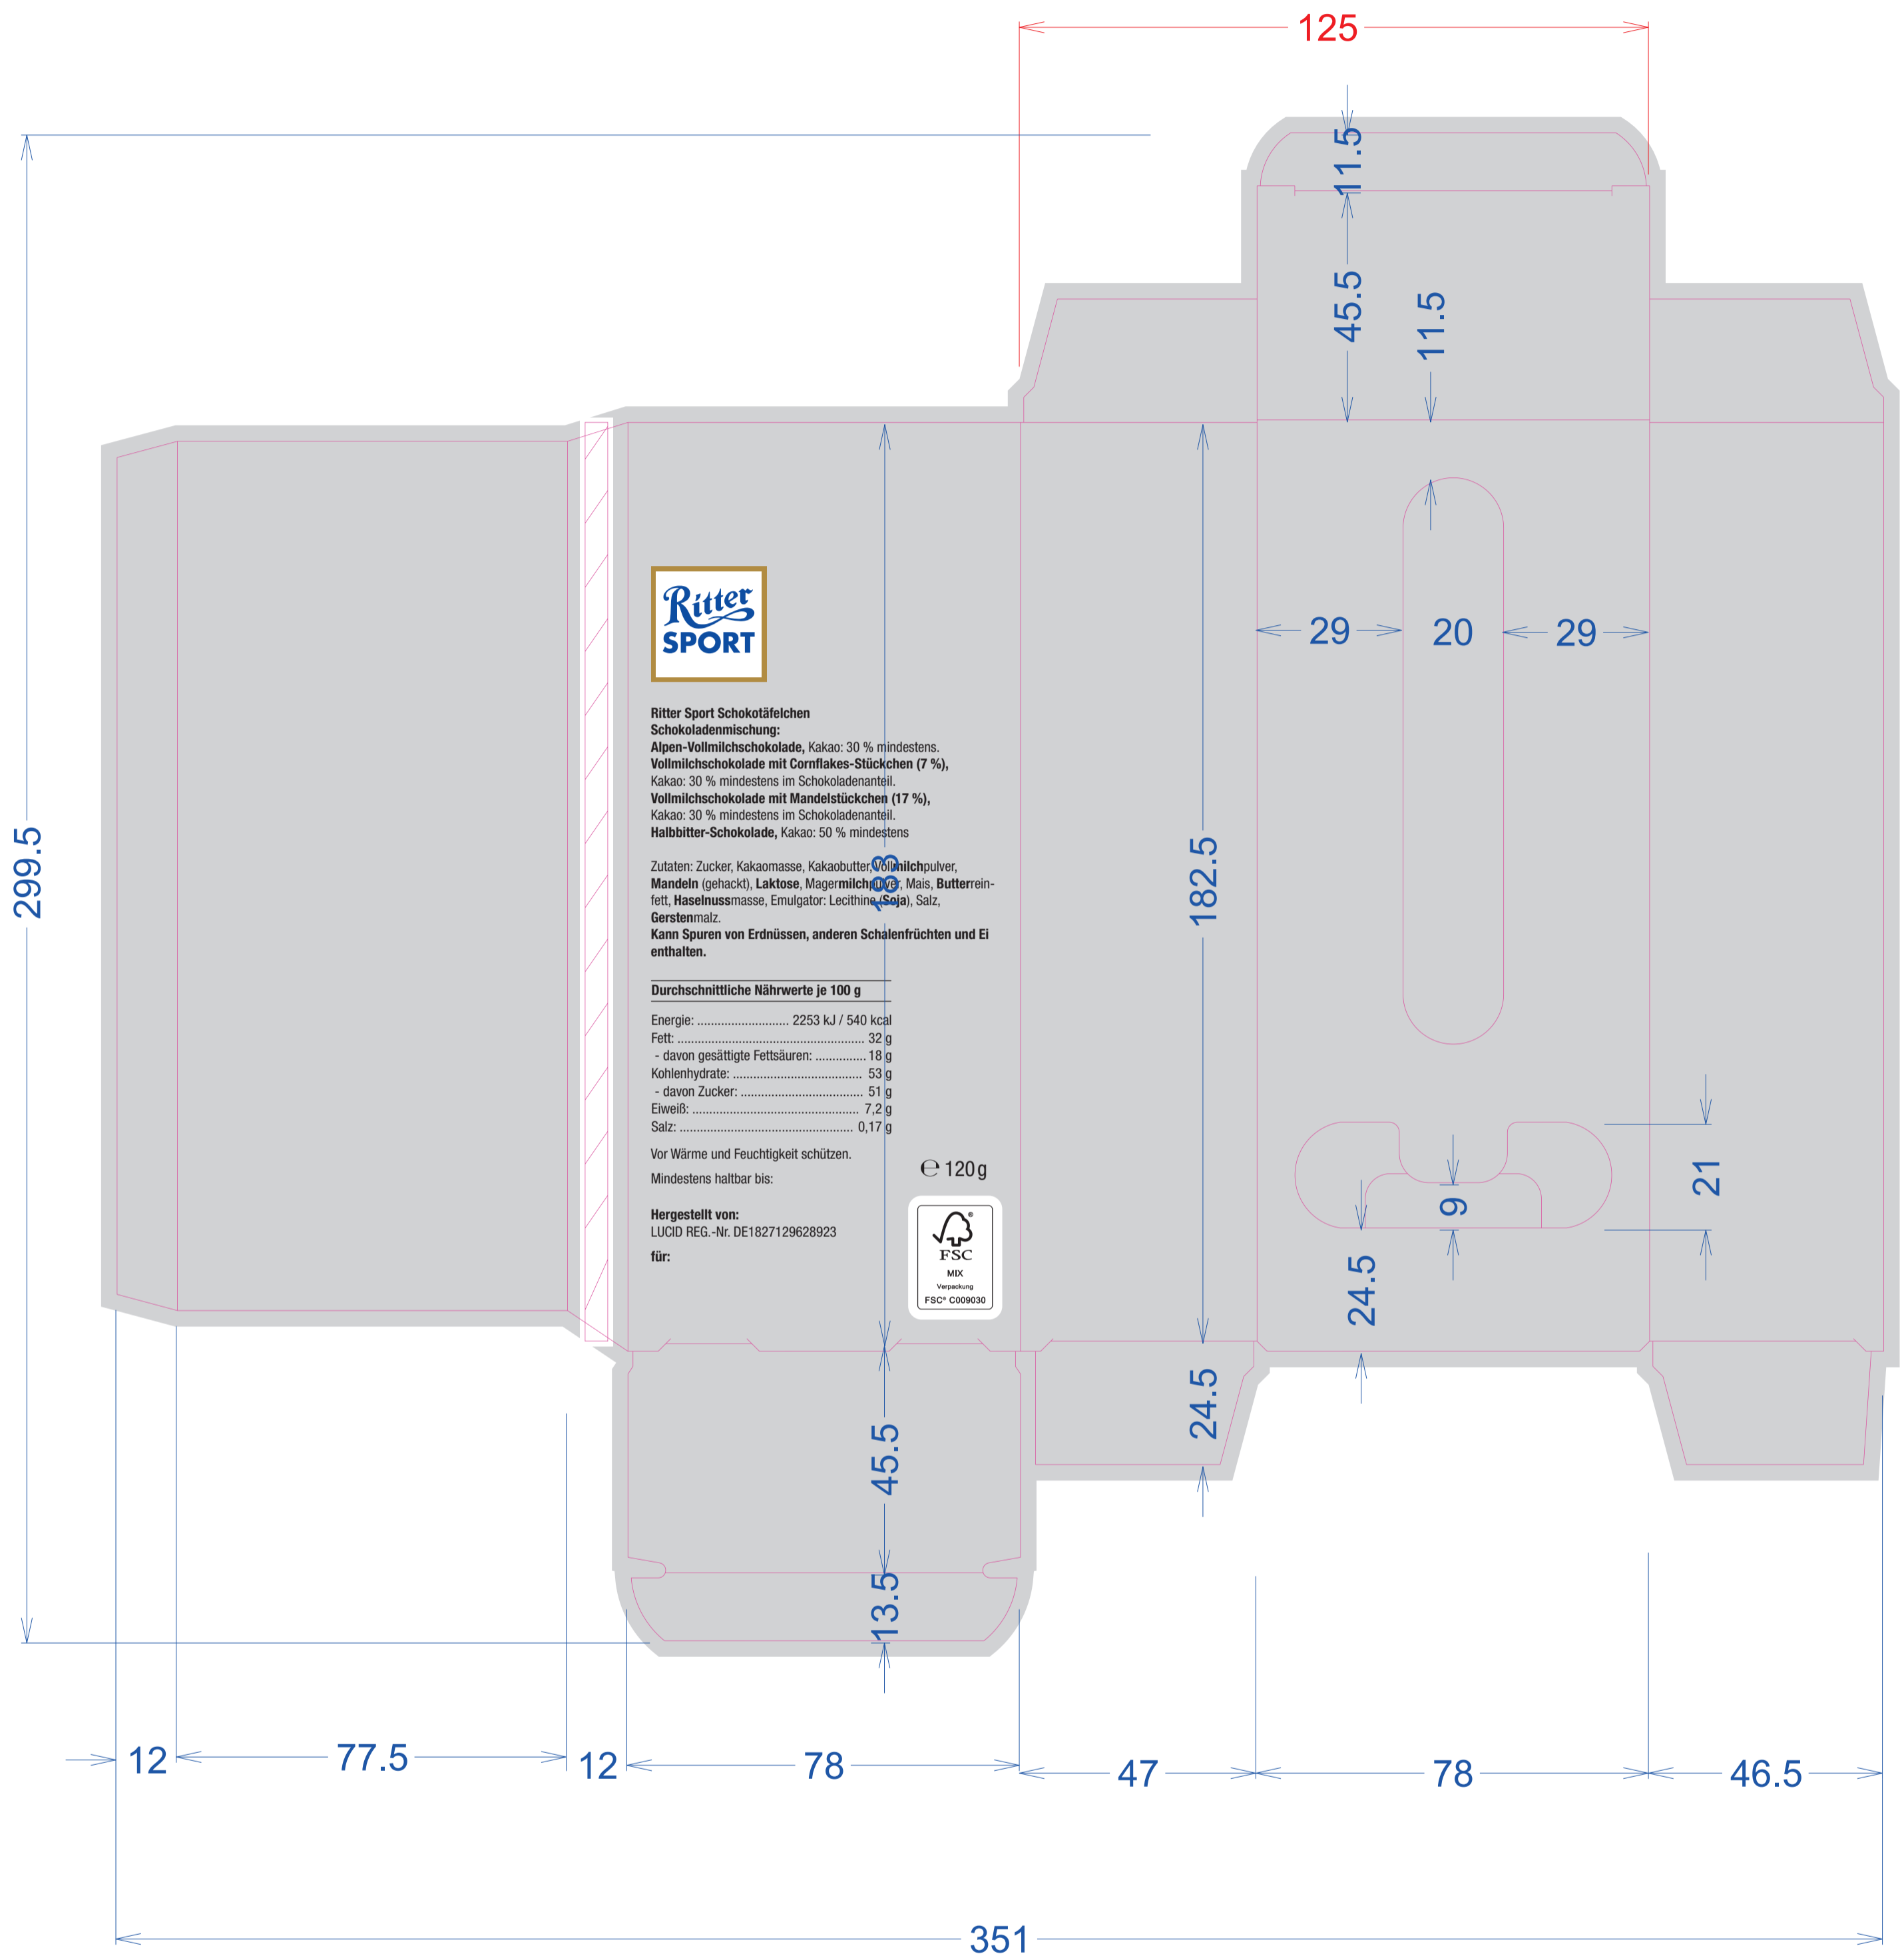 125
11.5
45.5
11.5
299.5
183
182.5
29
20
29
Ritter
SPORT
Ritter Sport Schokotäfelchen
Schokoladenmischung:
Alpen-Vollmilchschokolade, Kakao: 30 % mindestens.
Vollmilchschokolade mit Cornflakes-Stückchen (7 %),
Kakao: 30 % mindestens im Schokoladenanteil.
Vollmilchschokolade mit Mandelstückchen (17 %),
Kakao: 30 % mindestens im Schokoladenanteil.
Halbbitter-Schokolade, Kakao: 50 % mindestens
Zutaten: Zucker, Kakaomasse, Kakaobutter, Vollmilchpulver,
Mandeln (gehackt), Laktose, Magermilchpulver, Mais, Butterrein-
fett, Haselnussmasse, Emulgator: Lecithine (Soja), Salz,
Gerstenmalz.
Kann Spuren von Erdnüssen, anderen Schalenfrüchten und Ei
enthalten.
Durchschnittliche Nährwerte je 100 g
Energie: ........................... 2253 kJ / 540 kcal
Fett: ....................................................... 32 g
- davon gesättigte Fettsäuren: ............... 18 g
Kohlenhydrate: ...................................... 53 g
- davon Zucker: .................................... 51 g
Eiweiß: ................................................. 7,2 g
Salz: ................................................... 0,17 g
Vor Wärme und Feuchtigkeit schützen.
Mindestens haltbar bis:
℮ 120 g
Hergestellt von:
LUCID REG.-Nr. DE1827129628923
für:
®
FSC
MIX
Verpackung
FSC® C009030
21
9
24.5
24.5
45.5
13.5
12
77.5
12
78
47
78
46.5
351